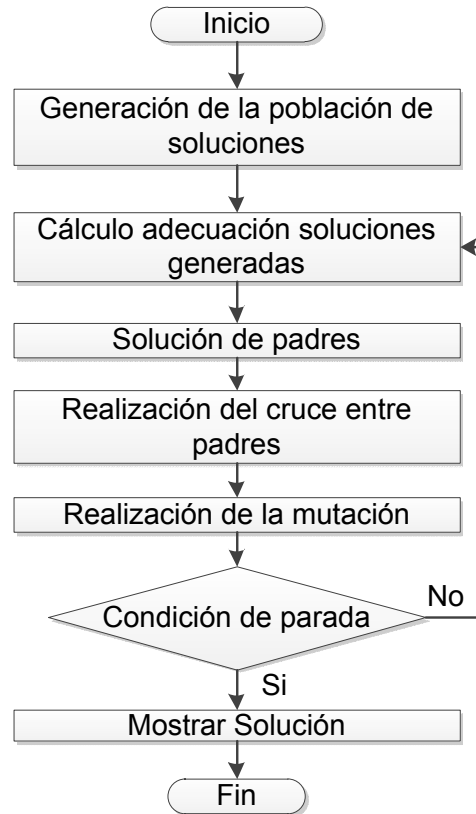 Inicio
Generación de la población de
soluciones
Cálculo adecuación soluciones
generadas
Solución de padres
Realización del cruce entre
padres
Realización de la mutación
Condición de parada
No
Si
Mostrar Solución
Fin